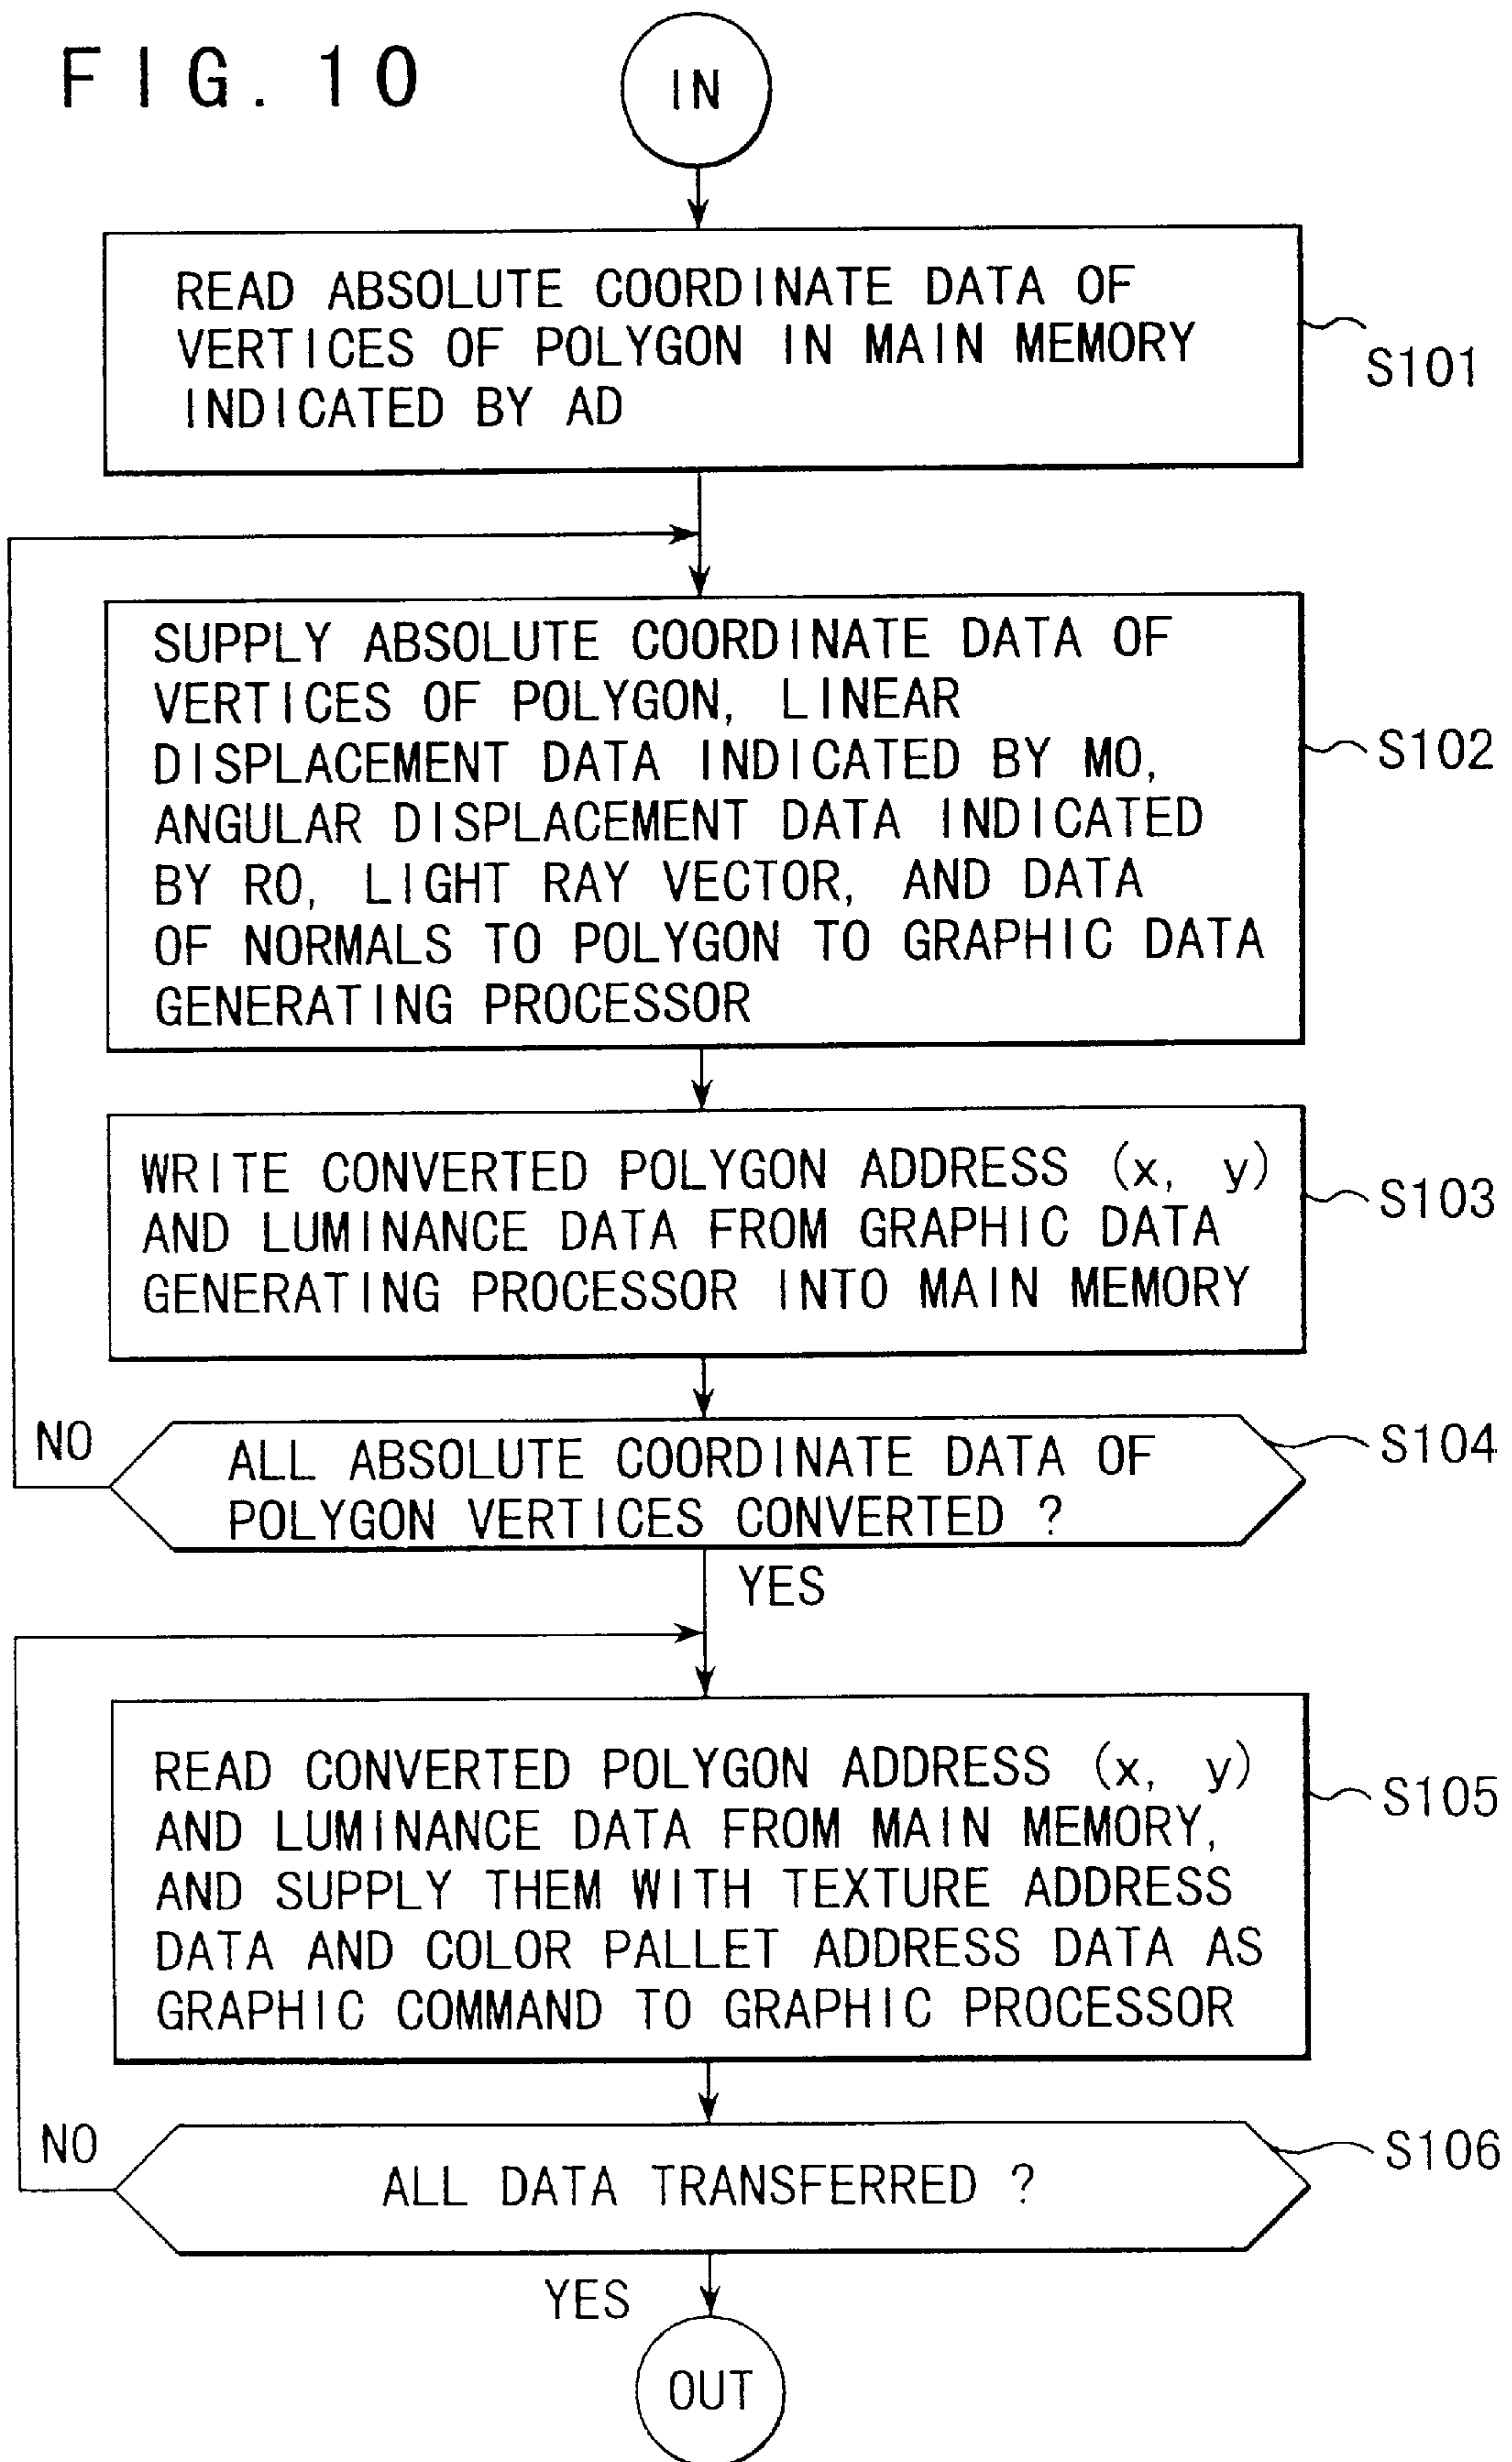 FIG. 10
IN
READ ABSOLUTE COORDINATE DATA OF
VERTICES OF POLYGON IN MAIN MEMORY
INDICATED BY AD
S101
SUPPLY ABSOLUTE COORDINATE DATA OF
VERTICES OF POLYGON, LINEAR
DISPLACEMENT DATA INDICATED BY MO,
ANGULAR DISPLACEMENT DATA INDICATED
BY RO, LIGHT RAY VECTOR, AND DATA
OF NORMALS TO POLYGON TO GRAPHIC DATA
GENERATING PROCESSOR
S102
WRITE CONVERTED POLYGON ADDRESS (x, y)
AND LUMINANCE DATA FROM GRAPHIC DATA
GENERATING PROCESSOR INTO MAIN MEMORY
S103
NO
ALL ABSOLUTE COORDINATE DATA OF
POLYGON VERTICES CONVERTED ?
S104
YES
READ CONVERTED POLYGON ADDRESS (x, y)
AND LUMINANCE DATA FROM MAIN MEMORY,
AND SUPPLY THEM WITH TEXTURE ADDRESS
DATA AND COLOR PALLET ADDRESS DATA AS
GRAPHIC COMMAND TO GRAPHIC PROCESSOR
S105
NO
ALL DATA TRANSFERRED ?
S106
YES
OUT